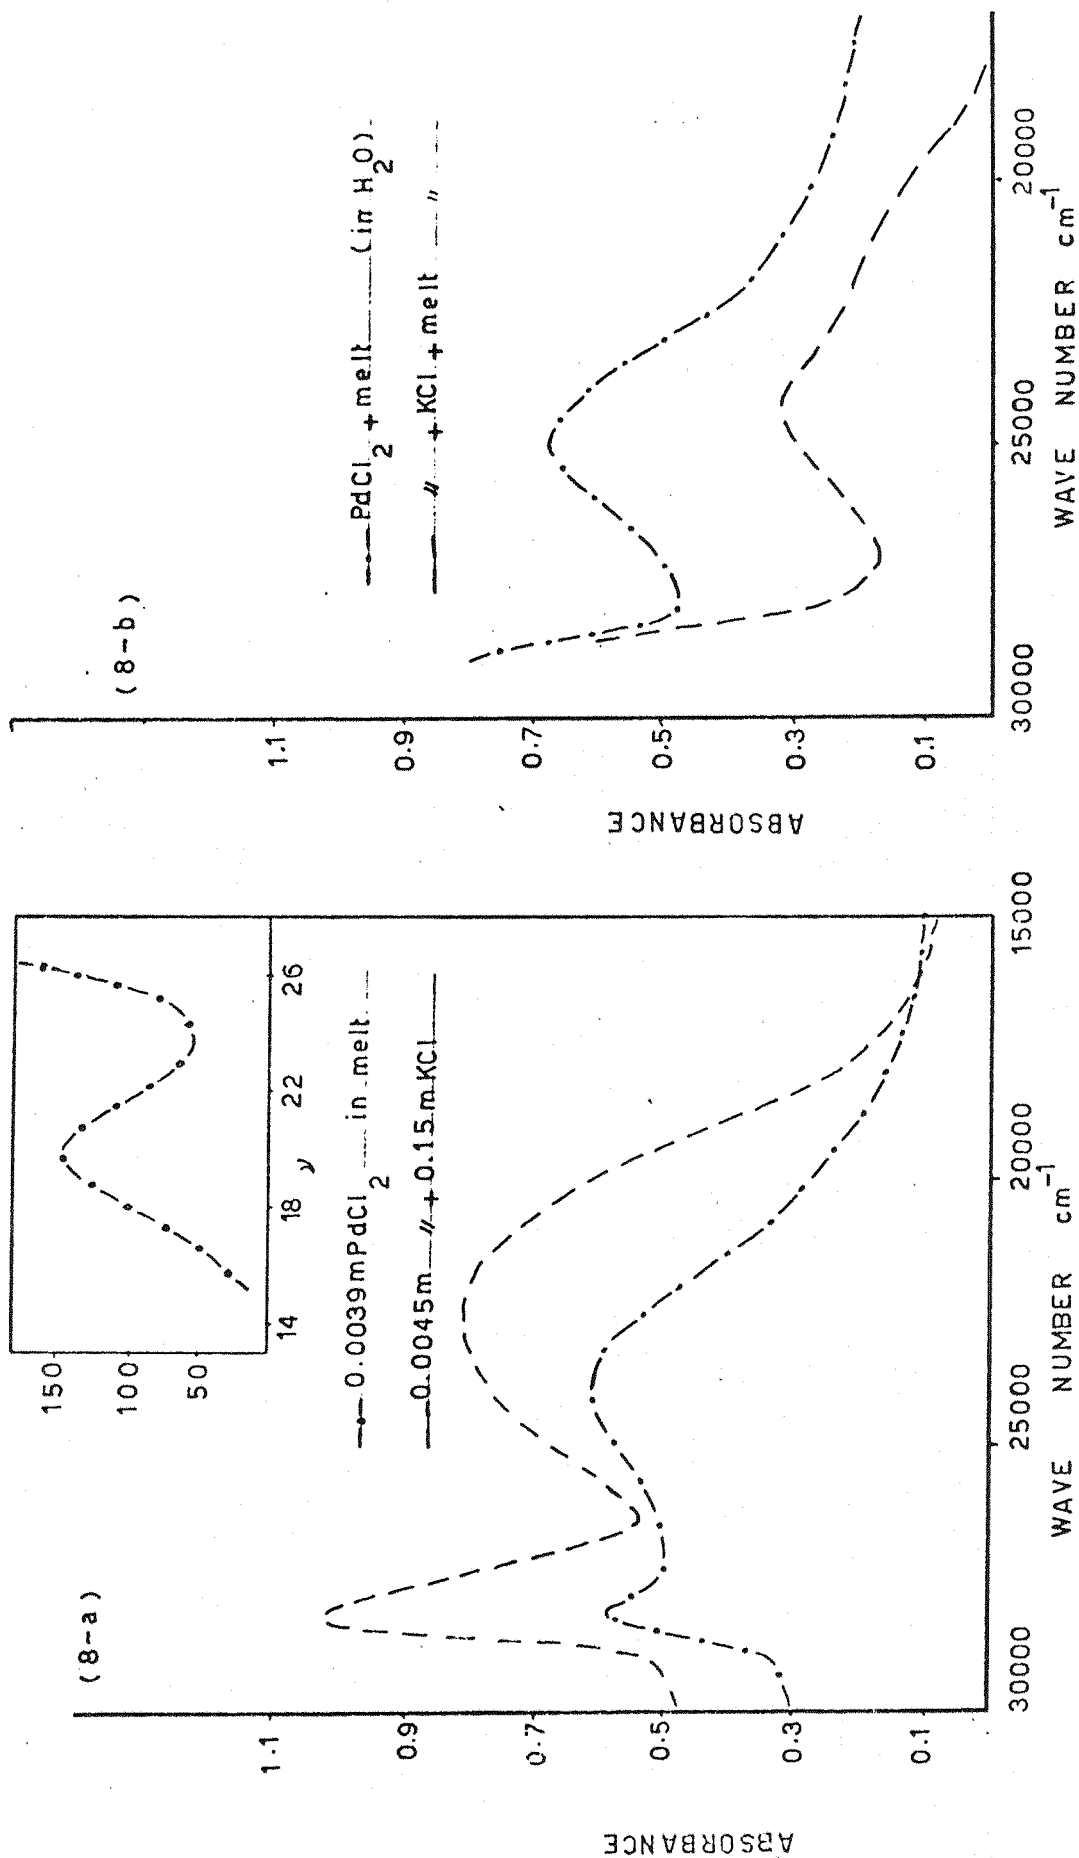 (8-a)
150
100
50
14
18
22
26
ν
0.0039mPdCl2 in melt
0.0045m 〃 + 0.15mKCl
1.1
0.9
0.7
0.5
0.3
0.1
ABSORBANCE
30000
25000
20000
15000
WAVE NUMBER cm-1
(8-b)
PdCl2 + melt (in H2O)
〃 + KCl + melt 〃
1.1
0.9
0.7
0.5
0.3
0.1
ABSORBANCE
30000
25000
20000
WAVE NUMBER cm-1